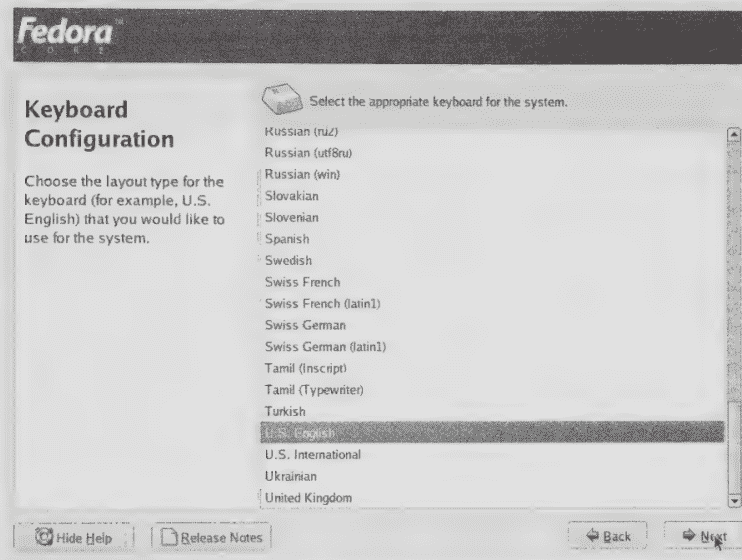 Fedora™
CORE
Keyboard
Configuration
Choose the layout type for the
keyboard (for example, U.S.
English) that you would like to
use for the system.
Select the appropriate keyboard for the system.
Russian (ru2)
Russian (utf8ru)
Russian (win)
Slovakian
Slovenian
Spanish
Swedish
Swiss French
Swiss French (latin1)
Swiss German
Swiss German (latin1)
Tamil (Inscript)
Tamil (Typewriter)
Turkish
U.S. English
U.S. International
Ukrainian
United Kingdom
Hide Help
Release Notes
Back
Next